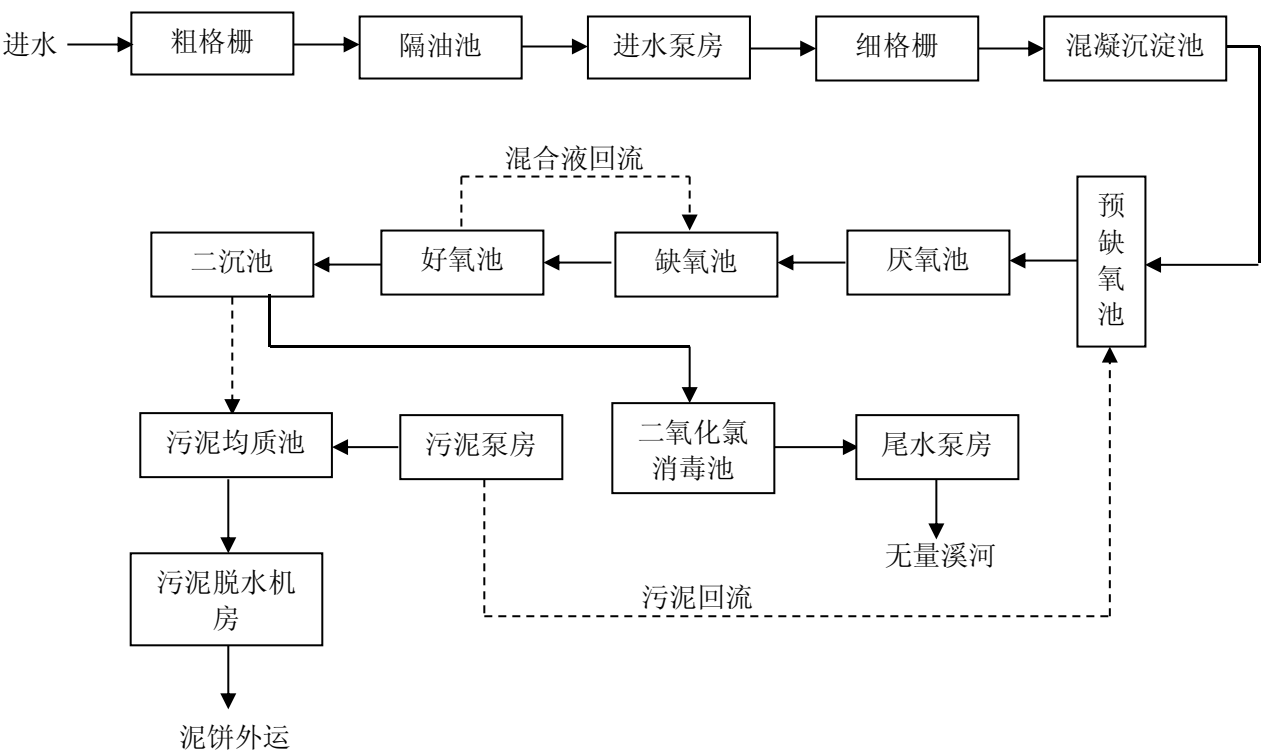 进水
粗格栅
隔油池
进水泵房
细格栅
混凝沉淀池
混合液回流
二沉池
好氧池
缺氧池
厌氧池
预
缺
氧
池
污泥均质池
污泥泵房
二氧化氯
消毒池
尾水泵房
无量溪河
污泥脱水机
房
污泥回流
泥饼外运